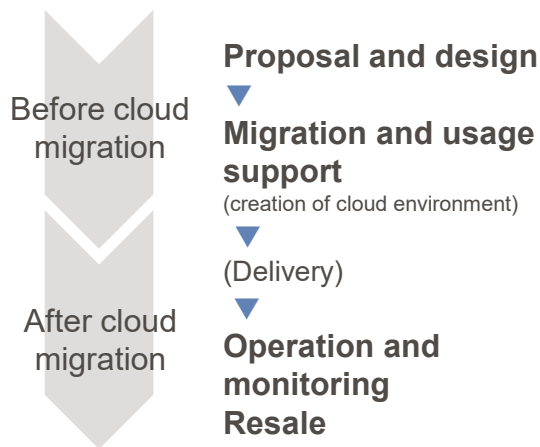 Before cloud
migration
Proposal and design
Migration and usage
support
(creation of cloud environment)
(Delivery)
After cloud
migration
Operation and
monitoring
Resale